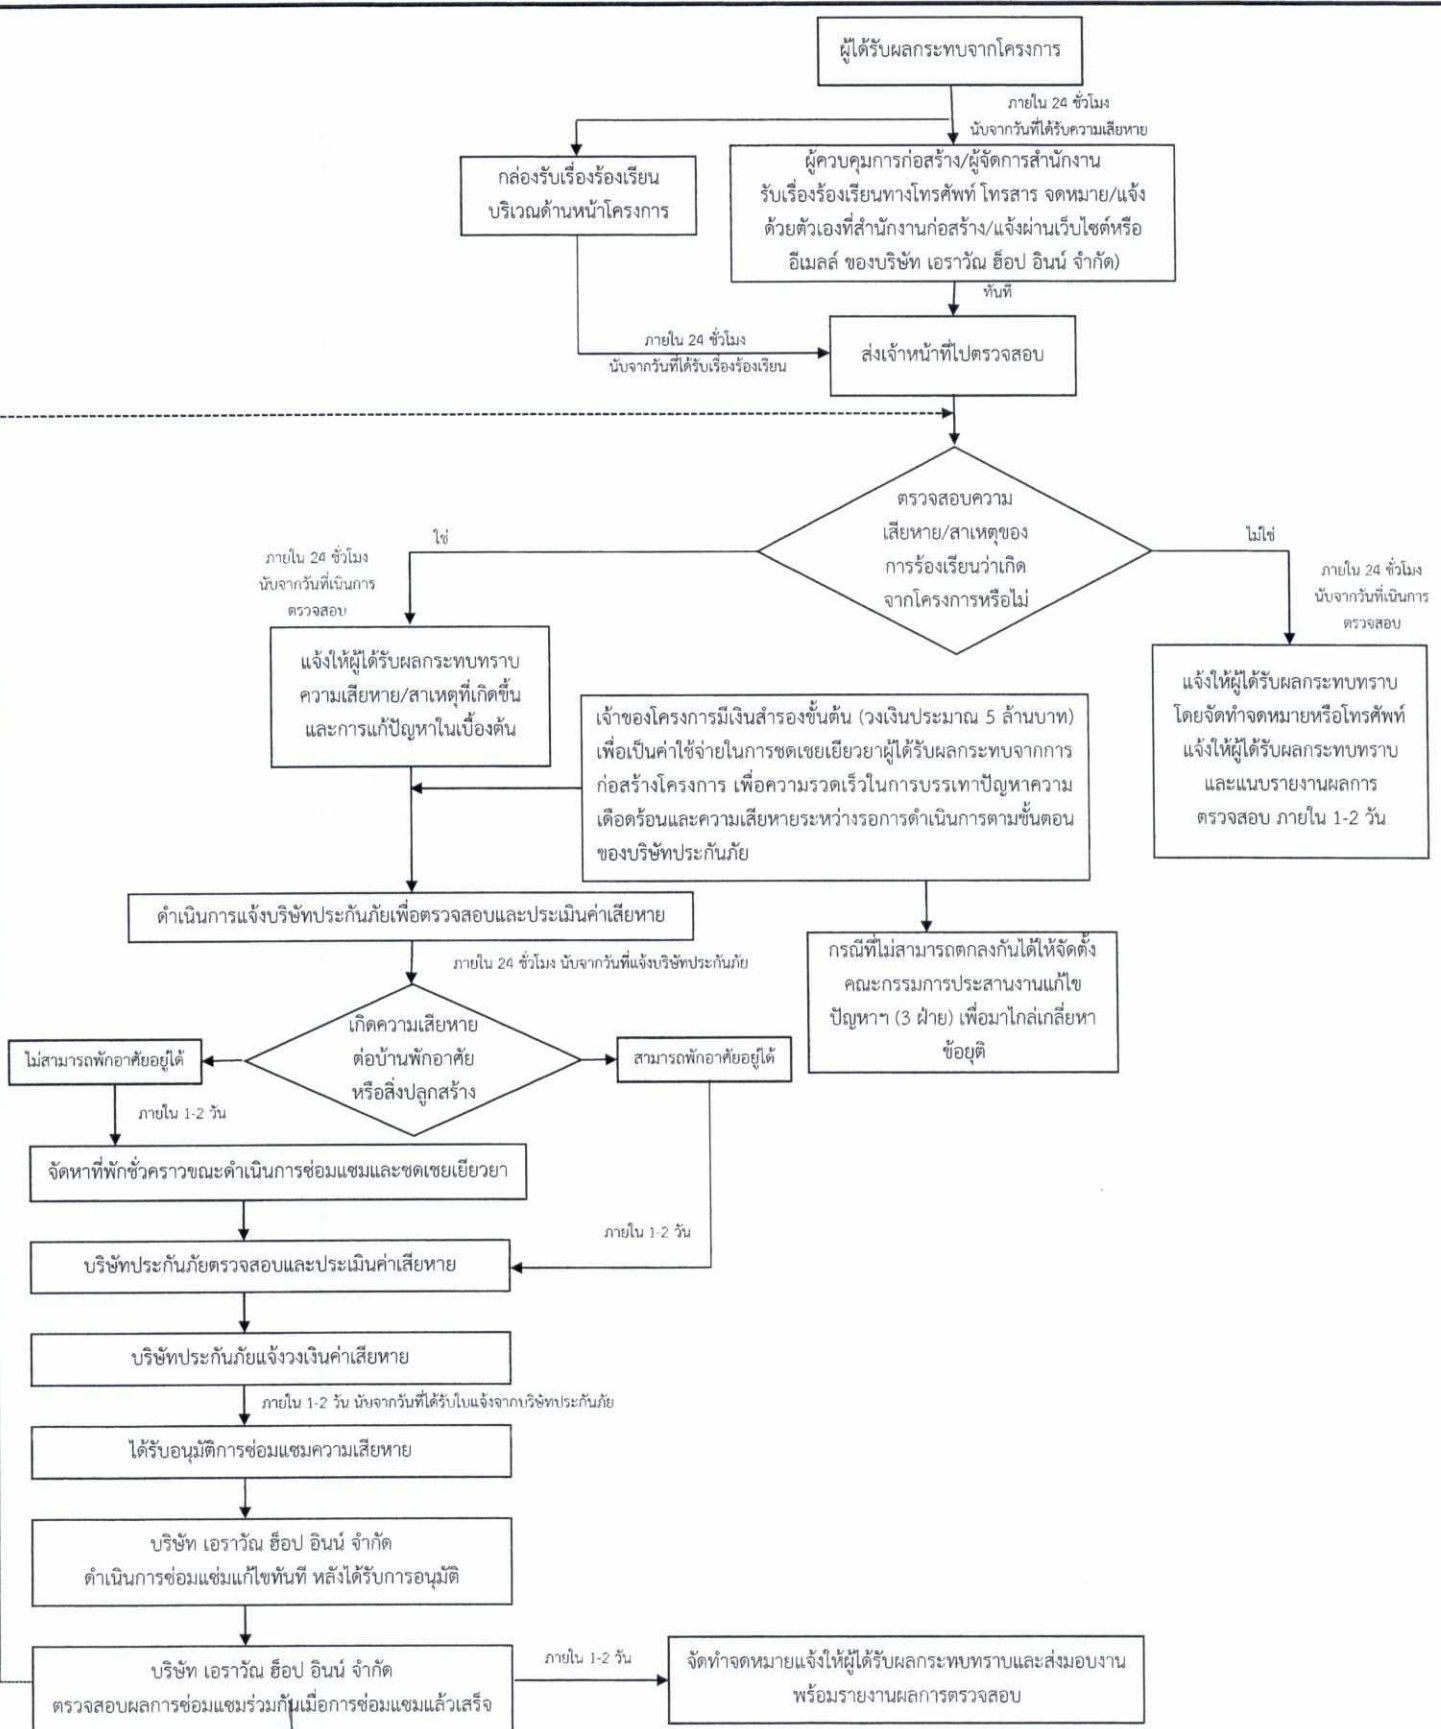 ผู้ได้รับผลกระทบจากโครงการ
ภายใน 24 ชั่วโมง
นับจากวันที่ได้รับความเสียหาย
กล่องรับเรื่องร้องเรียน
บริเวณด้านหน้าโครงการ
ผู้ควบคุมการก่อสร้าง/ผู้จัดการสำนักงาน
รับเรื่องร้องเรียนทางโทรศัพท์ โทรสาร จดหมาย/แจ้ง
ด้วยตัวเองที่สำนักงานก่อสร้าง/แจ้งผ่านเว็บไซต์หรือ
อีเมลล์ ของบริษัท เอราวัณ ฮ็อป อินน์ จำกัด)
ทันที
ภายใน 24 ชั่วโมง
นับจากวันที่ได้รับเรื่องร้องเรียน
ส่งเจ้าหน้าที่ไปตรวจสอบ
ตรวจสอบความ
เสียหาย/สาเหตุของ
การร้องเรียนว่าเกิด
จากโครงการหรือไม่
ใช่
ภายใน 24 ชั่วโมง
นับจากวันที่เนินการ
ตรวจสอบ
ไม่ใช่
ภายใน 24 ชั่วโมง
นับจากวันที่เนินการ
ตรวจสอบ
แจ้งให้ผู้ได้รับผลกระทบทราบ
ความเสียหาย/สาเหตุที่เกิดขึ้น
และการแก้ปัญหาในเบื้องต้น
แจ้งให้ผู้ได้รับผลกระทบทราบ
โดยจัดทำจดหมายหรือโทรศัพท์
แจ้งให้ผู้ได้รับผลกระทบทราบ
และแนบรายงานผลการ
ตรวจสอบ ภายใน 1-2 วัน
เจ้าของโครงการมีเงินสำรองขั้นต้น (วงเงินประมาณ 5 ล้านบาท)
เพื่อเป็นค่าใช้จ่ายในการชดเชยเยียวยาผู้ได้รับผลกระทบจากการ
ก่อสร้างโครงการ เพื่อความรวดเร็วในการบรรเทาปัญหาความ
เดือดร้อนและความเสียหายระหว่างรอการดำเนินการตามขั้นตอน
ของบริษัทประกันภัย
ดำเนินการแจ้งบริษัทประกันภัยเพื่อตรวจสอบและประเมินค่าเสียหาย
ภายใน 24 ชั่วโมง นับจากวันที่แจ้งบริษัทประกันภัย
กรณีที่ไม่สามารถตกลงกันได้ให้จัดตั้ง
คณะกรรมการประสานงานแก้ไข
ปัญหาฯ (3 ฝ่าย) เพื่อมาไกล่เกลี่ยหา
ข้อยุติ
เกิดความเสียหาย
ต่อบ้านพักอาศัย
หรือสิ่งปลูกสร้าง
ไม่สามารถพักอาศัยอยู่ได้
สามารถพักอาศัยอยู่ได้
ภายใน 1-2 วัน
จัดหาที่พักชั่วคราวขณะดำเนินการซ่อมแซมและชดเชยเยียวยา
ภายใน 1-2 วัน
บริษัทประกันภัยตรวจสอบและประเมินค่าเสียหาย
บริษัทประกันภัยแจ้งวงเงินค่าเสียหาย
ภายใน 1-2 วัน นับจากวันที่ได้รับใบแจ้งจากบริษัทประกันภัย
ได้รับอนุมัติการซ่อมแซมความเสียหาย
บริษัท เอราวัณ ฮ็อป อินน์ จำกัด
ดำเนินการซ่อมแซ่มแก้ไขทันที หลังได้รับการอนุมัติ
บริษัท เอราวัณ ฮ็อป อินน์ จำกัด
ตรวจสอบผลการซ่อมแซมร่วมกันเมื่อการซ่อมแซมแล้วเสร็จ
ภายใน 1-2 วัน
จัดทำจดหมายแจ้งให้ผู้ได้รับผลกระทบทราบและส่งมอบงาน
พร้อมรายงานผลการตรวจสอบ